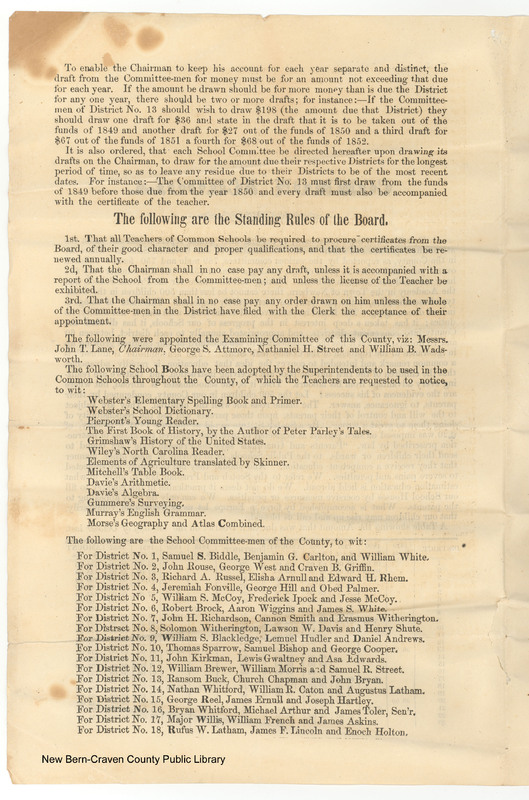 To enable the Chairman to keep his account for each year separate and distinct, the
draft from the Committee-men for money must be for an amount not exceeding that due
for each year. If the amount be drawn should be for more money than is due the District
for any one year, there should be two or more drafts; for instance:—If the Committee-
men of District No. 13 should wish to draw $198 (the amount due that District) they
should draw one draft for $36 and state in the draft that it is to be taken out of the
funds of 1849 and another draft for $27 out of the funds of 1850 and a third draft for
$67 out of the funds of 1851 a fourth for $68 out of the funds of 1852.
It is also ordered, that each School Committee be directed hereafter upon drawing its
drafts on the Chairman, to draw for the amount due their respective Districts for the longest
period of time, so as to leave any residue due to their Districts to be of the most recent
dates. For instance:—The Committee of District No. 13 must first draw from the funds
of 1849 before those due from the year 1850 and every draft must also be accompanied
with the certificate of the teacher.
The following are the Standing Rules of the Board.
1st. That all Teachers of Common Schools be required to procure certificates from the
Board, of their good character and proper qualifications, and that the certificates be re-
newed annually.
2d, That the Chairman shall in no case pay any draft, unless it is accompanied with a
report of the School from the Committee-men; and unless the license of the Teacher be
exhibited.
3rd. That the Chairman shall in no case pay any order drawn on him unless the whole
of the Committee-men in the District have filed with the Clerk the acceptance of their
appointment.
The following were appointed the Examining Committee of this County, viz: Messrs.
John T. Lane, Chairman, George S. Attmore, Nathaniel H. Street and William B. Wads-
worth.
The following School Books have been adopted by the Superintendents to be used in the
Common Schools throughout the County, of which the Teachers are requested to notice,
to wit:
Webster's Elementary Spelling Book and Primer.
Webster's School Dictionary.
Pierpont's Young Reader.
The First Book of History, by the Author of Peter Parley's Tales.
Grimshaw's History of the United States.
Wiley's North Carolina Reader.
Elements of Agriculture translated by Skinner.
Mitchell's Table Book.
Davie's Arithmetic.
Davie's Algebra.
Gummere's Surveying.
Murray's English Grammar.
Morse's Geography and Atlas Combined.
The following are the School Committee-men of the County, to wit:
For District No. 1, Samuel S. Biddle, Benjamin G. Carlton, and William White.
For District No. 2, John Rouse, George West and Craven B. Griffin.
For District No. 3, Richard A. Russel, Elisha Arnull and Edward H. Rhem.
For District No. 4, Jeremiah Fonville, George Hill and Obed Palmer.
For District No 5, William S. McCoy, Frederick Ipock and Jesse McCoy.
For District No. 6, Robert Brock, Aaron Wiggins and James S. White.
For District No. 7, John H. Richardson, Cannon Smith and Erasmus Witherington.
For District No. 8, Solomon Witherington, Lawson W. Davis and Henry Shute.
For District No. 9, William S. Blackledge, Lemuel Hudler and Daniel Andrews.
For District No. 10, Thomas Sparrow, Samuel Bishop and George Cooper.
For District No. 11, John Kirkman, Lewis Gwaltney and Asa Edwards.
For District No. 12, William Brewer, William Morris and Samuel R. Street.
For District No. 13, Ransom Buck, Church Chapman and John Bryan.
For District No. 14, Nathan Whitford, William R. Caton and Augustus Latham.
For District No. 15, George Reel, James Ernull and Joseph Hartley.
For District No. 16, Bryan Whitford, Michael Arthur and James Toler, Sen'r.
For District No. 17, Major Willis, William French and James Askins.
For District No. 18, Rufus W. Latham, James F. Lincoln and Enoch Holton.
New Bern-Craven County Public Library